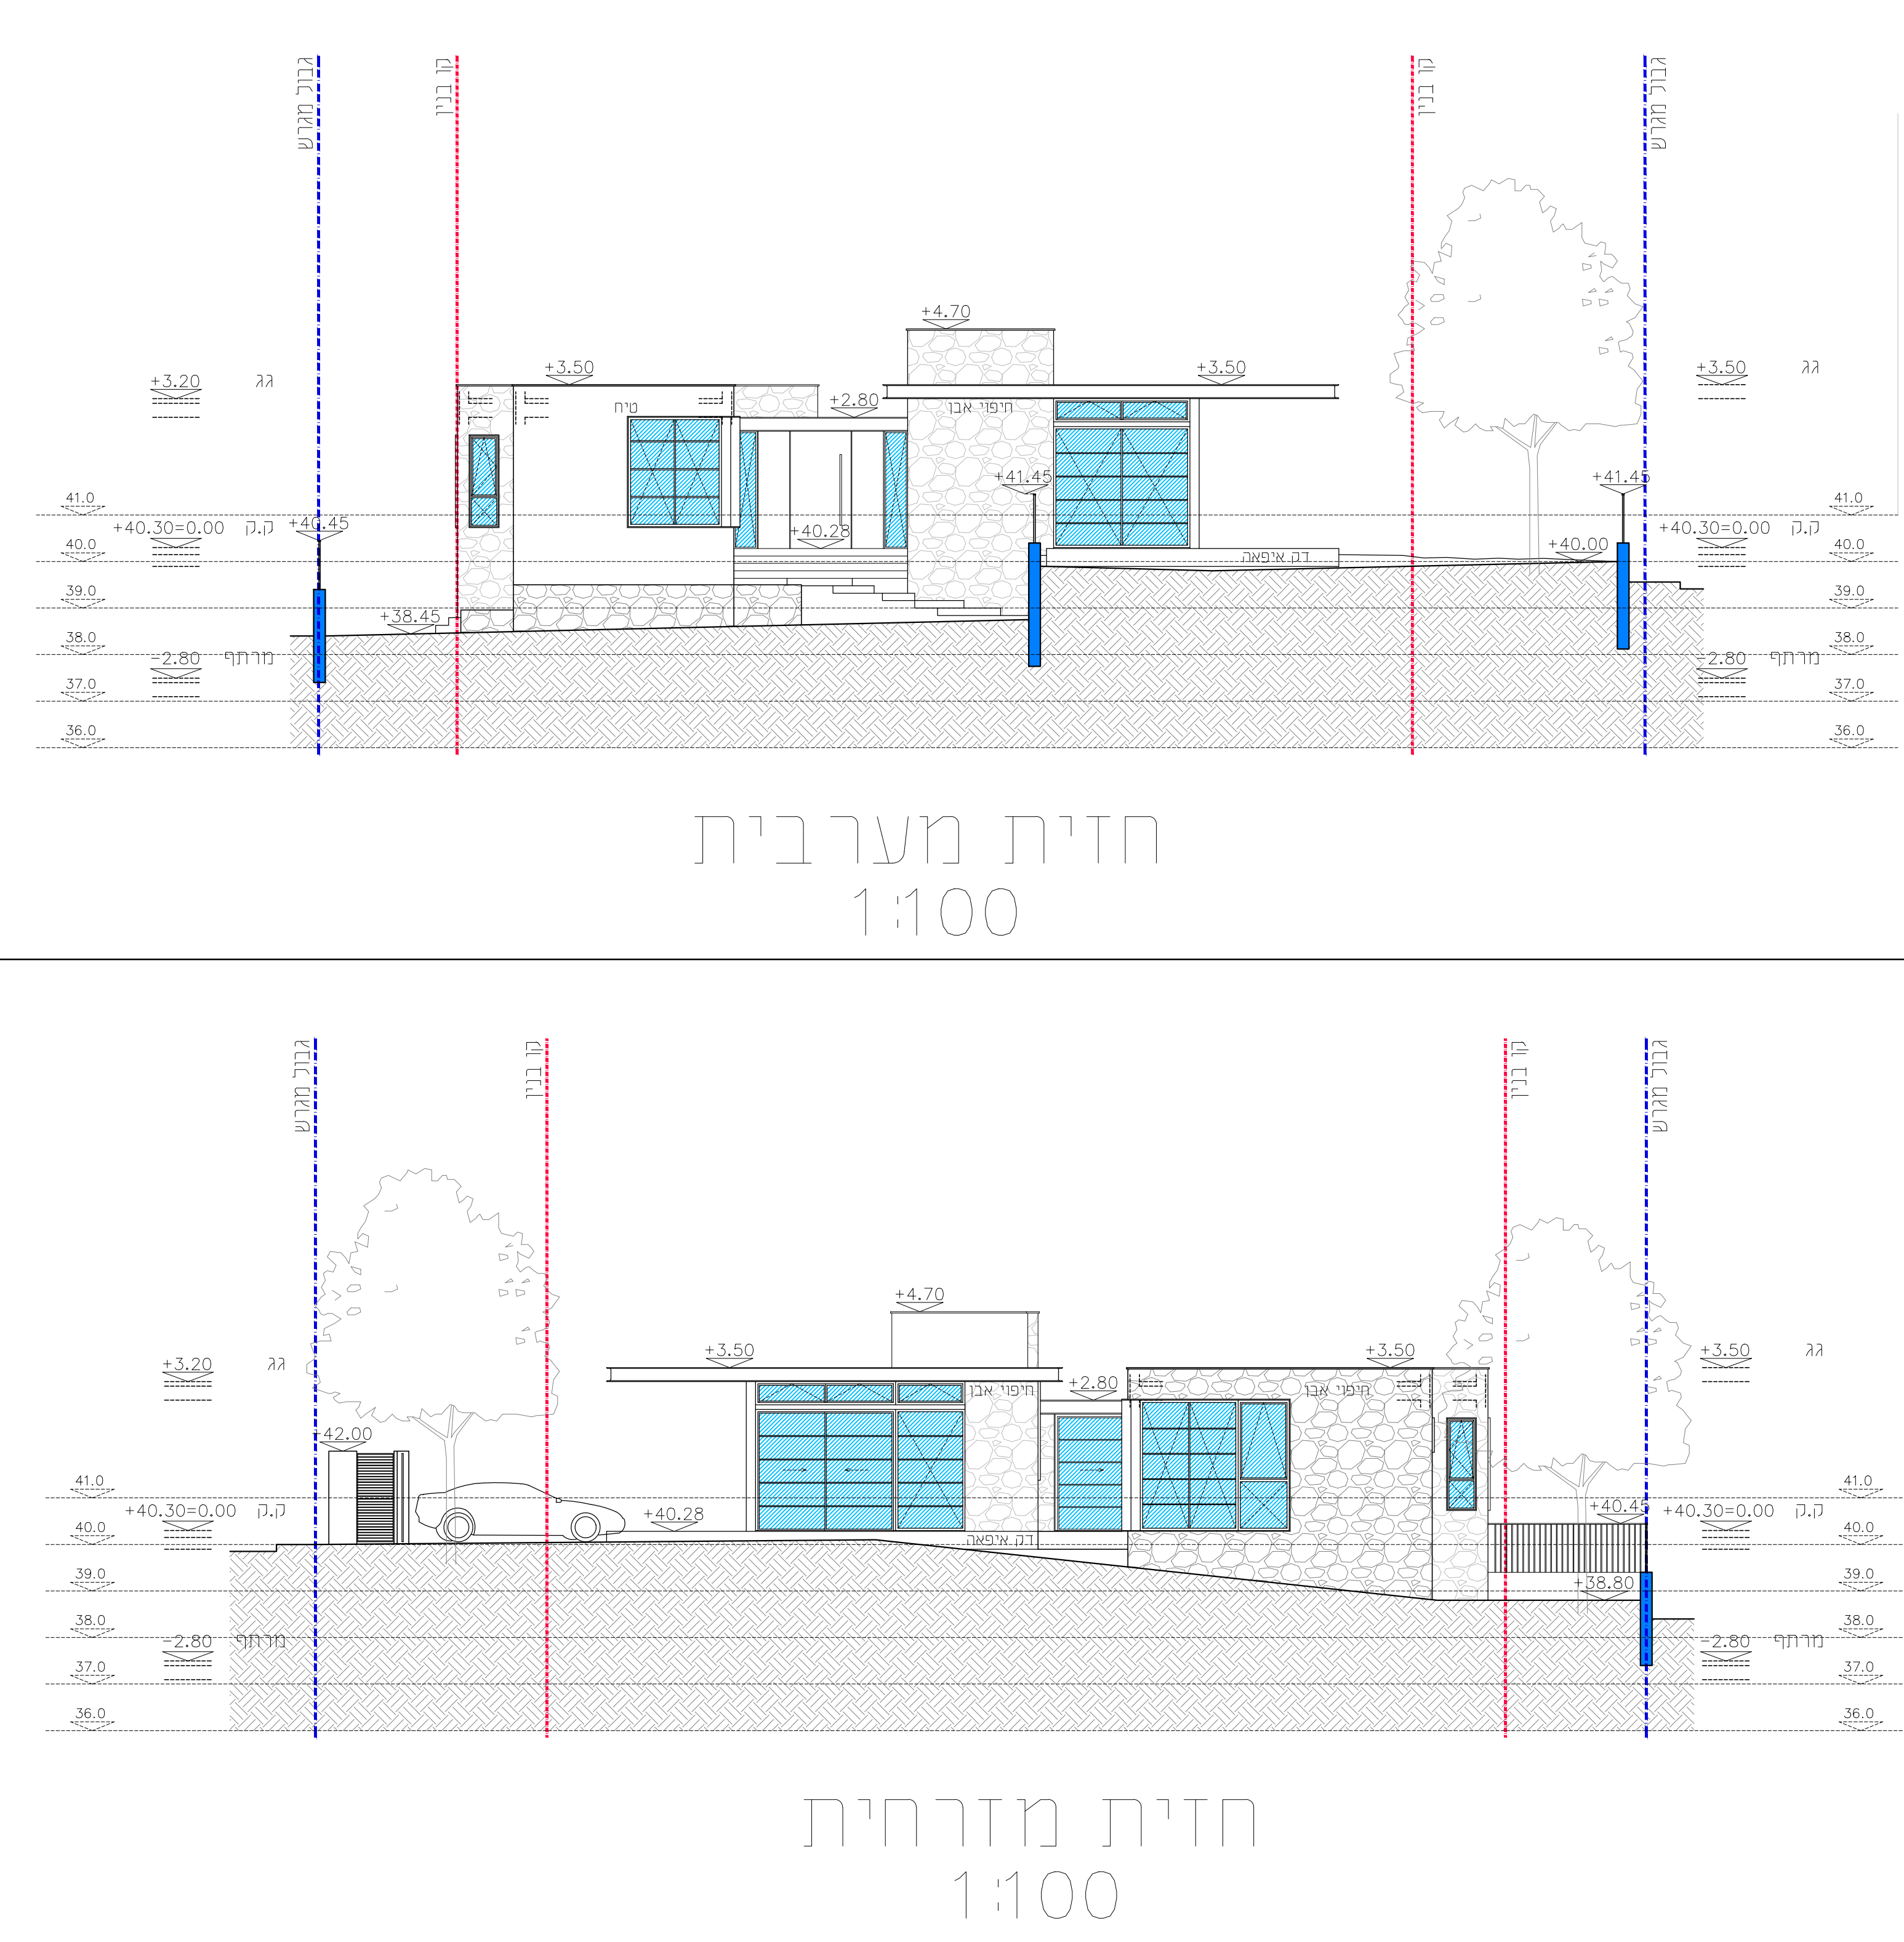 גבול מגרש
קו בנין
קו בנין
גבול מגרש
+4.70
+3.20
גג
+3.50
+3.50
+3.50
גג
טיח
+2.80
חיפוי אבן
+41.45
+41.45
41.0
41.0
+40.30=0.00
ק.ק
+40.45
+40.28
+40.30=0.00
ק.ק
40.0
דק איפאה
+40.00
40.0
39.0
39.0
+38.45
38.0
38.0
-2.80
מרתף
-2.80
מרתף
37.0
37.0
36.0
36.0
חזית מערבית
1:100
גבול מגרש
קו בנין
קו בנין
גבול מגרש
+4.70
+3.20
גג
+3.50
+3.50
+3.50
גג
+2.80
חיפוי אבן
חיפוי אבן
+42.00
41.0
41.0
+40.30=0.00
ק.ק
+40.28
+40.45
+40.30=0.00
ק.ק
40.0
דק איפאה
40.0
39.0
+38.80
39.0
38.0
38.0
-2.80
מרתף
-2.80
מרתף
37.0
37.0
36.0
36.0
חזית מזרחית
1:100